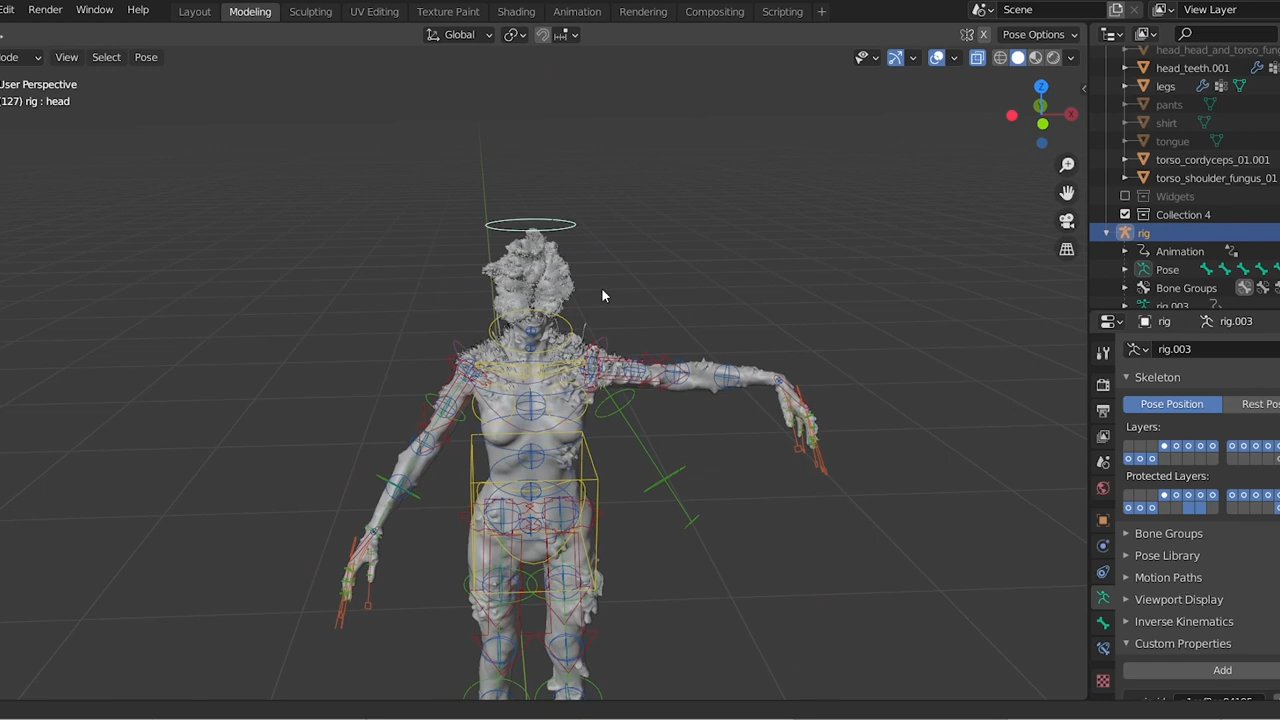 Edit Render Window Help Layout Modeling Sculpting UV Editing Texture Paint Shading Animation Rendering Compositing Scripting + Scene View Layer
Global Pose Options
ode View Select Pose
User Perspective
(127) rig : head
X
Y
Z
head_head_and_torso_fun
head_teeth.001
legs
pants
shirt
tongue
torso_cordyceps_01.001
torso_shoulder_fungus_01
Widgets
Collection 4
rig
Animation
Pose
Bone Groups
rig.003
rig rig.003
rig.003
Skeleton
Pose Position Rest Pos
Layers:
Protected Layers:
Bone Groups
Pose Library
Motion Paths
Viewport Display
Inverse Kinematics
Custom Properties
Add